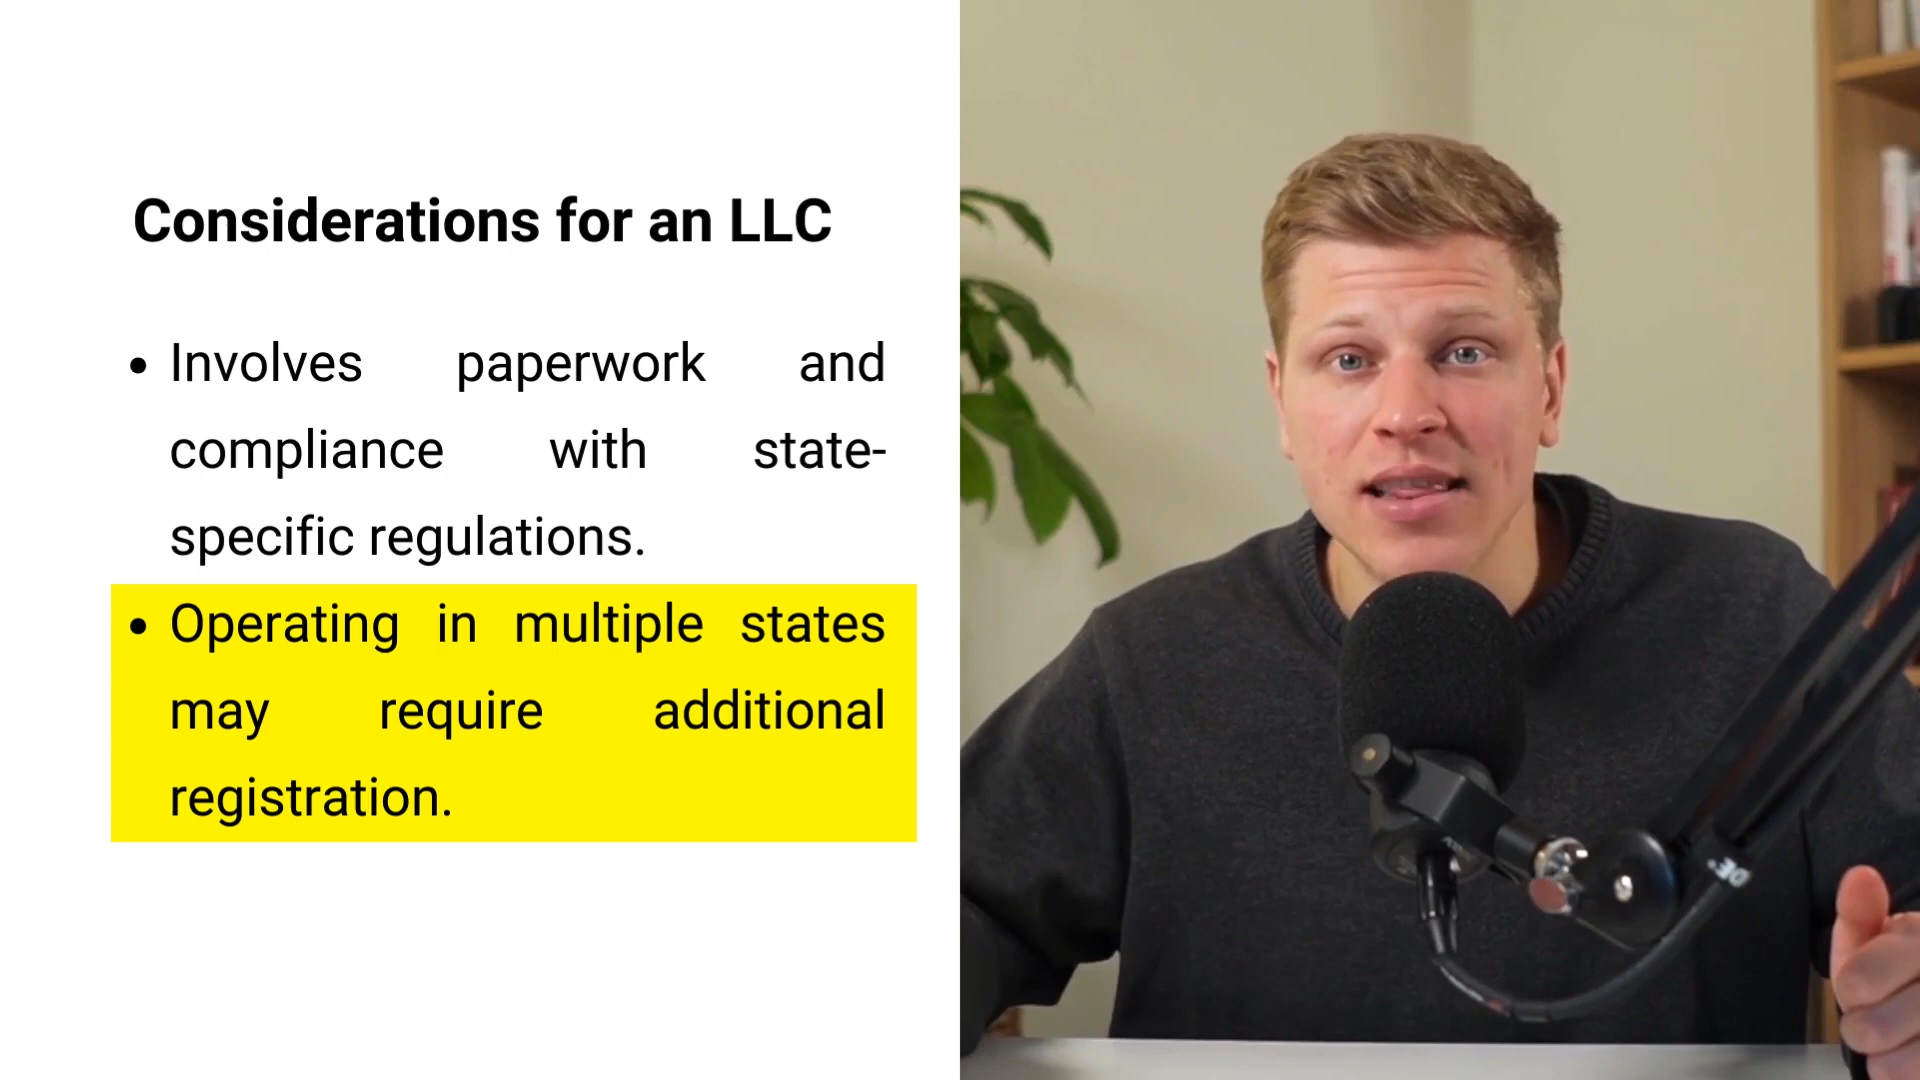 Considerations for an LLC
• Involves paperwork and
compliance with state-
specific regulations.
• Operating in multiple states
may require additional
registration.